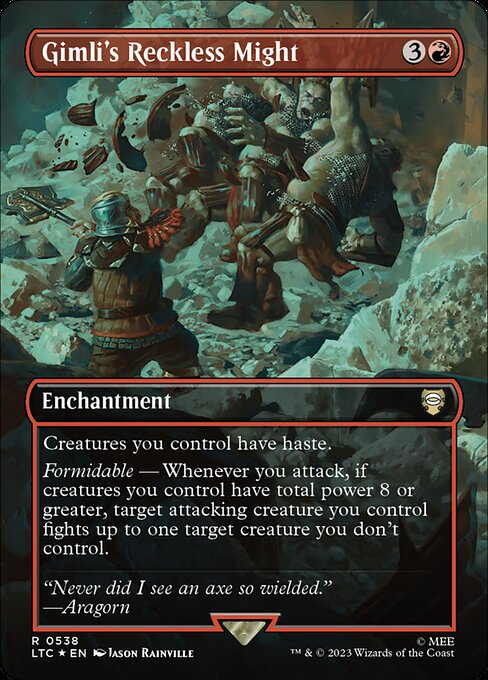 Gimli's Reckless Might 3
Enchantment
Creatures you control have haste.
Formidable — Whenever you attack, if
creatures you control have total power 8 or
greater, target attacking creature you control
fights up to one target creature you don't
control.
“Never did I see an axe so wielded.”
—Aragorn
R 0538
LTC ★ EN Jason Rainville
© MEE
™ & © 2023 Wizards of the Coast